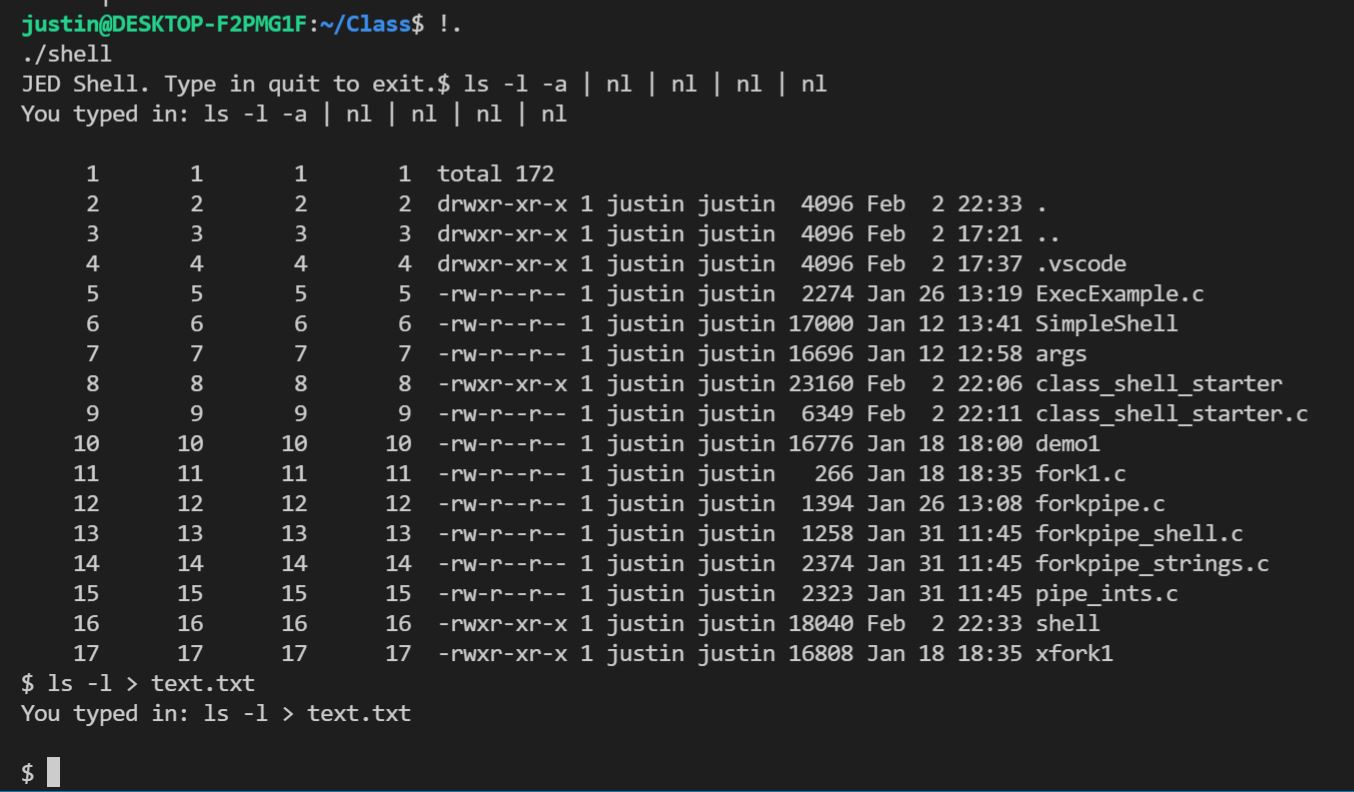 justin@DESKTOP-F2PMG1F:~/Class$ !.
./shell
JED Shell. Type in quit to exit.$ ls -l -a | nl | nl | nl | nl
You typed in: ls -l -a | nl | nl | nl | nl
1 1 1 1 total 172
2 2 2 2 drwxr-xr-x 1 justin justin 4096 Feb 2 22:33 .
3 3 3 3 drwxr-xr-x 1 justin justin 4096 Feb 2 17:21 ..
4 4 4 4 drwxr-xr-x 1 justin justin 4096 Feb 2 17:37 .vscode
5 5 5 5 -rw-r--r-- 1 justin justin 2274 Jan 26 13:19 ExecExample.c
6 6 6 6 -rw-r--r-- 1 justin justin 17000 Jan 12 13:41 SimpleShell
7 7 7 7 -rw-r--r-- 1 justin justin 16696 Jan 12 12:58 args
8 8 8 8 -rwxr-xr-x 1 justin justin 23160 Feb 2 22:06 class_shell_starter
9 9 9 9 -rw-r--r-- 1 justin justin 6349 Feb 2 22:11 class_shell_starter.c
10 10 10 10 -rw-r--r-- 1 justin justin 16776 Jan 18 18:00 demo1
11 11 11 11 -rw-r--r-- 1 justin justin 266 Jan 18 18:35 fork1.c
12 12 12 12 -rw-r--r-- 1 justin justin 1394 Jan 26 13:08 forkpipe.c
13 13 13 13 -rw-r--r-- 1 justin justin 1258 Jan 31 11:45 forkpipe_shell.c
14 14 14 14 -rw-r--r-- 1 justin justin 2374 Jan 31 11:45 forkpipe_strings.c
15 15 15 15 -rw-r--r-- 1 justin justin 2323 Jan 31 11:45 pipe_ints.c
16 16 16 16 -rwxr-xr-x 1 justin justin 18040 Feb 2 22:33 shell
17 17 17 17 -rwxr-xr-x 1 justin justin 16808 Jan 18 18:35 xfork1
$ ls -l > text.txt
You typed in: ls -l > text.txt
$